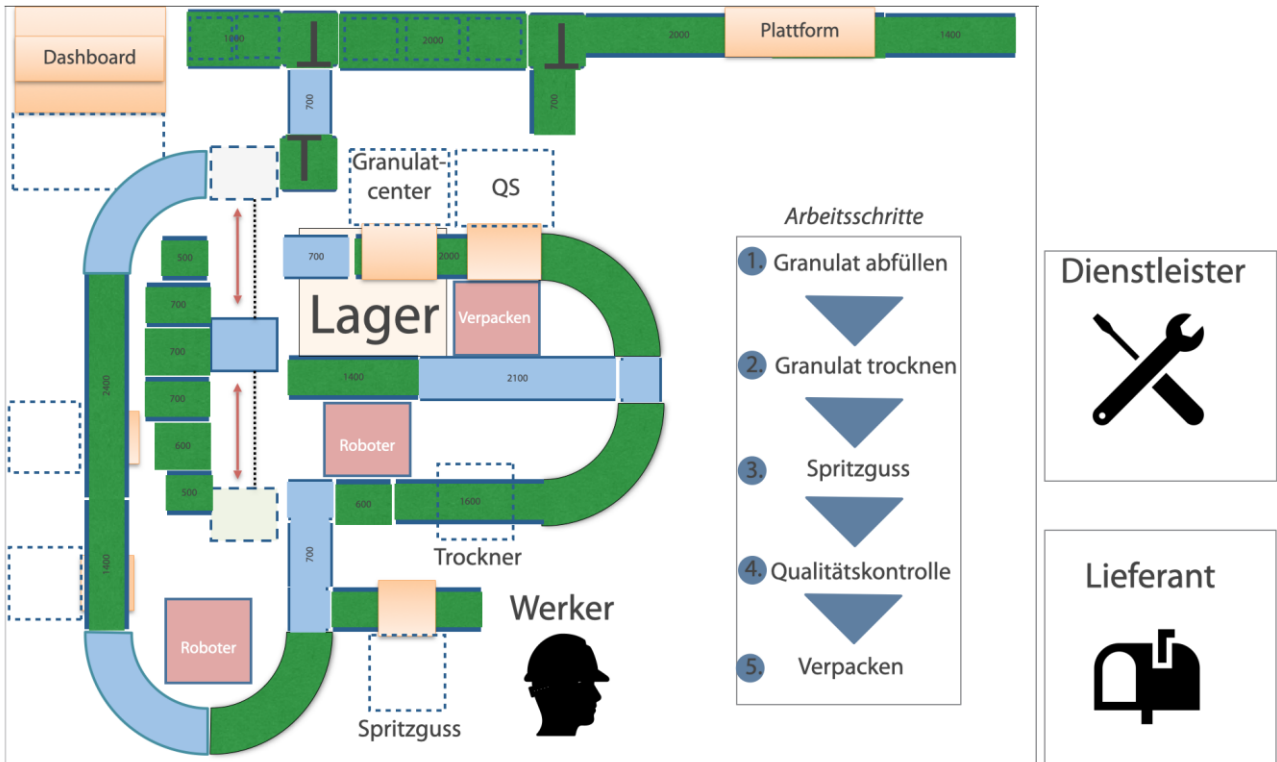 Dashboard
1000
2000
2000
Plattform
1400
700
700
Granulat-
center
QS
Arbeitsschritte
500
700
2000
1. Granulat abfüllen
Dienstleister
700
Lager
Verpacken
700
1400
2100
2. Granulat trocknen
2400
700
Roboter
600
3. Spritzguss
500
600
1600
Trockner
1400
700
4. Qualitätskontrolle
Lieferant
Werker
Roboter
5. Verpacken
Spritzguss